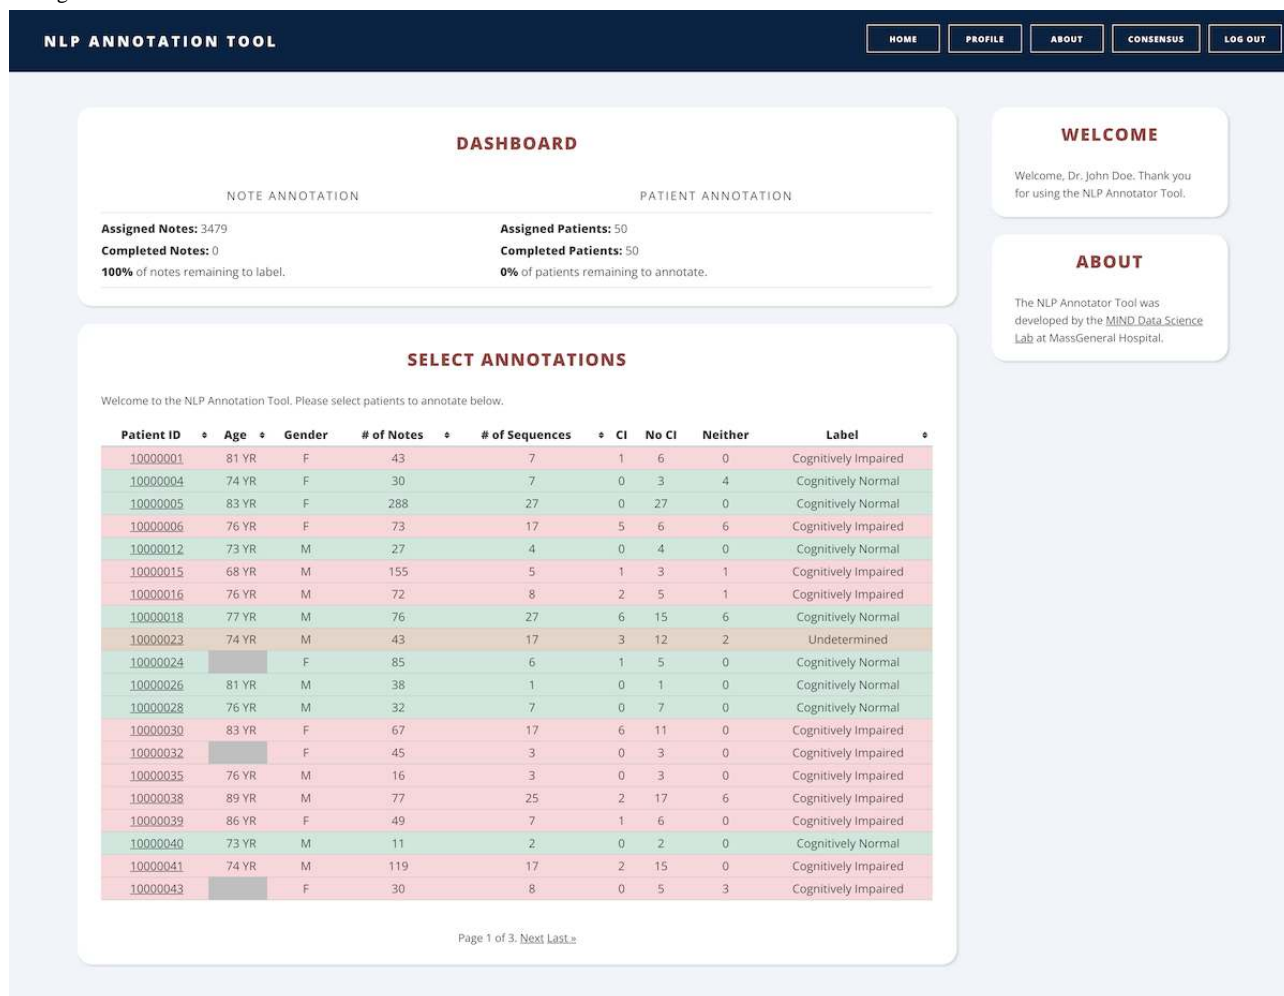 NLP ANNOTATION TOOL
HOME PROFILE ABOUT CONSENSUS LOG OUT
DASHBOARD
NOTE ANNOTATION PATIENT ANNOTATION
Assigned Notes: 3479 Assigned Patients: 50
Completed Notes: 0 Completed Patients: 50
100% of notes remaining to label. 0% of patients remaining to annotate.
WELCOME
Welcome, Dr. John Doe. Thank you
for using the NLP Annotator Tool.
ABOUT
The NLP Annotator Tool was
developed by the MIND Data Science
Lab at MassGeneral Hospital.
SELECT ANNOTATIONS
Welcome to the NLP Annotation Tool. Please select patients to annotate below.
Patient ID Age Gender # of Notes # of Sequences CI No CI Neither Label
10000001 81 YR F 43 7 1 6 0 Cognitively Impaired
10000004 74 YR F 30 7 0 3 4 Cognitively Normal
10000005 83 YR F 288 27 0 27 0 Cognitively Normal
10000006 76 YR F 73 17 5 6 6 Cognitively Impaired
10000012 73 YR M 27 4 0 4 0 Cognitively Normal
10000015 68 YR M 155 5 1 3 1 Cognitively Impaired
10000016 76 YR M 72 8 2 5 1 Cognitively Impaired
10000018 77 YR M 76 27 6 15 6 Cognitively Normal
10000023 74 YR M 43 17 3 12 2 Undetermined
10000024 F 85 6 1 5 0 Cognitively Normal
10000026 81 YR M 38 1 0 1 0 Cognitively Normal
10000028 76 YR M 32 7 0 7 0 Cognitively Normal
10000030 83 YR F 67 17 6 11 0 Cognitively Impaired
10000032 F 45 3 0 3 0 Cognitively Impaired
10000035 76 YR M 16 3 0 3 0 Cognitively Impaired
10000038 89 YR M 77 25 2 17 6 Cognitively Impaired
10000039 86 YR F 49 7 1 6 0 Cognitively Impaired
10000040 73 YR M 11 2 0 2 0 Cognitively Normal
10000041 74 YR M 119 17 2 15 0 Cognitively Impaired
10000043 F 30 8 0 5 3 Cognitively Impaired
Page 1 of 3. Next Last »